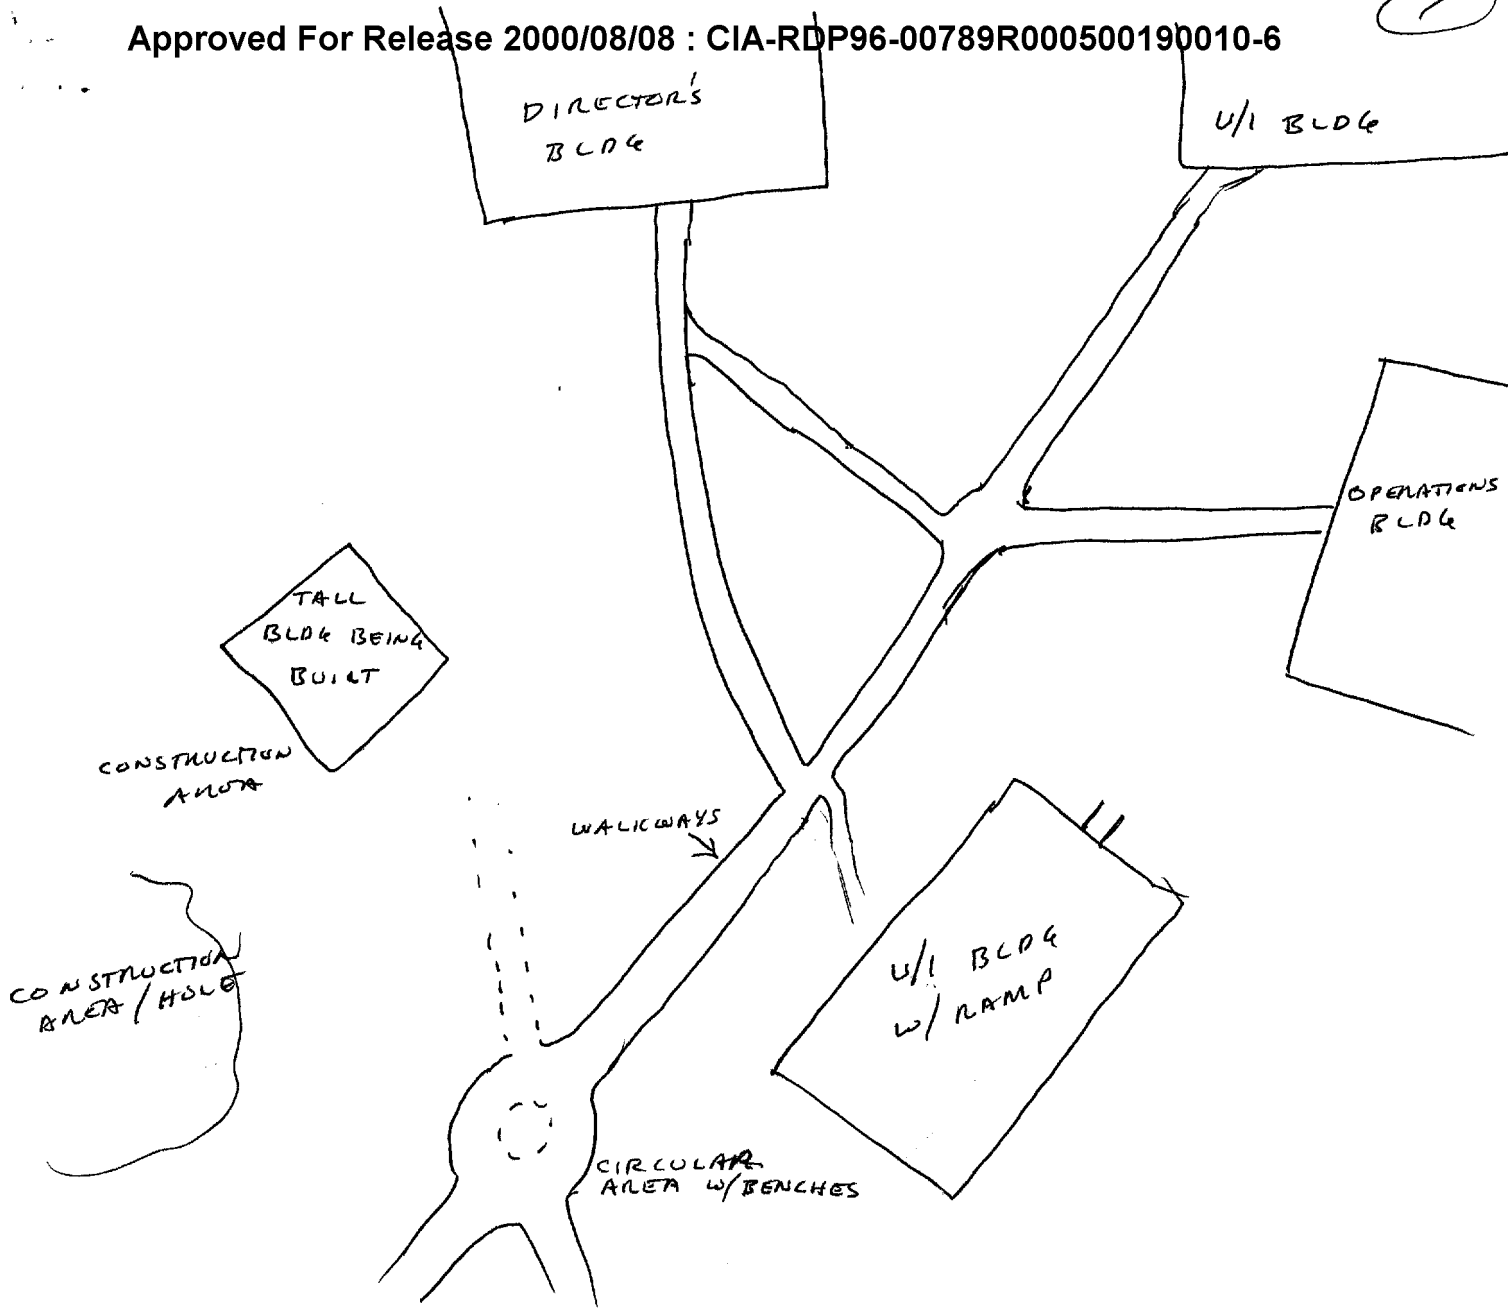 Approved For Release 2000/08/08 : CIA-RDP96-00789R000500190010-6
DIRECTOR'S
BLDG
U/I BLDG
OPERATIONS
BLDG
TALL
BLDG BEING
BUILT
CONSTRUCTION
AREA
WALKWAYS
CONSTRUCTION
AREA / HOLE
U/I BLDG
W/ RAMP
CIRCULAR
AREA W/BENCHES